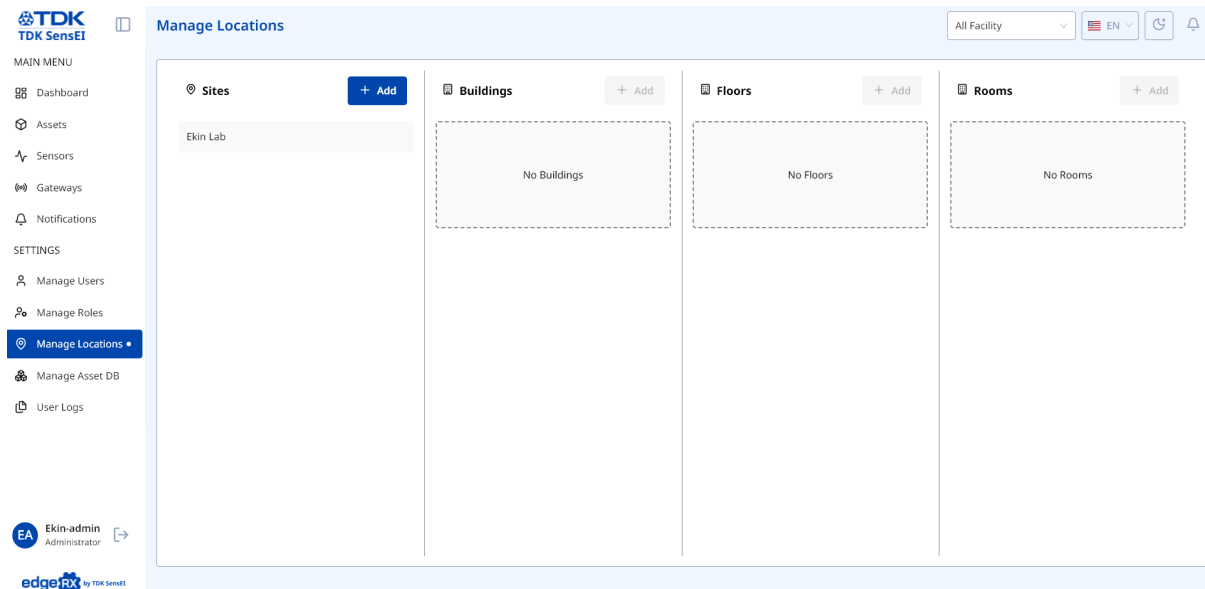 TDK
TDK SensEI
MAIN MENU
Dashboard
Assets
Sensors
Gateways
Notifications
SETTINGS
Manage Users
Manage Roles
Manage Locations
Manage Asset DB
User Logs
EA
Ekin-admin
Administrator
edgeRX by TDK SensEI
Manage Locations
All Facility
EN
Sites
+ Add
Ekin Lab
Buildings
+ Add
No Buildings
Floors
+ Add
No Floors
Rooms
+ Add
No Rooms